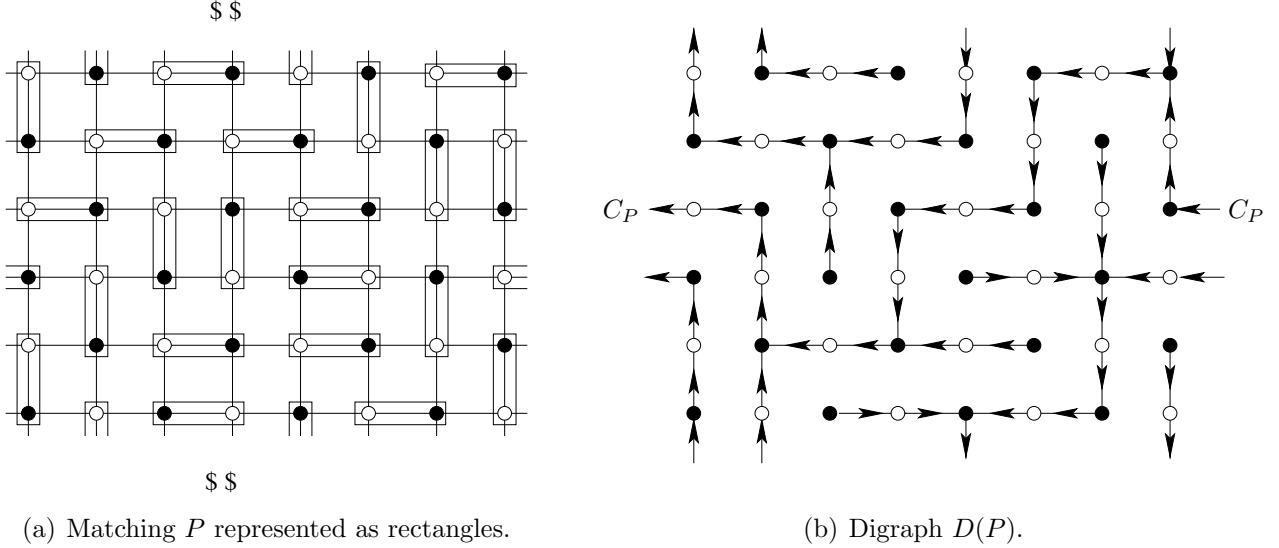 $ $
C_P C_P
$ $
(a) Matching P represented as rectangles. (b) Digraph D(P).